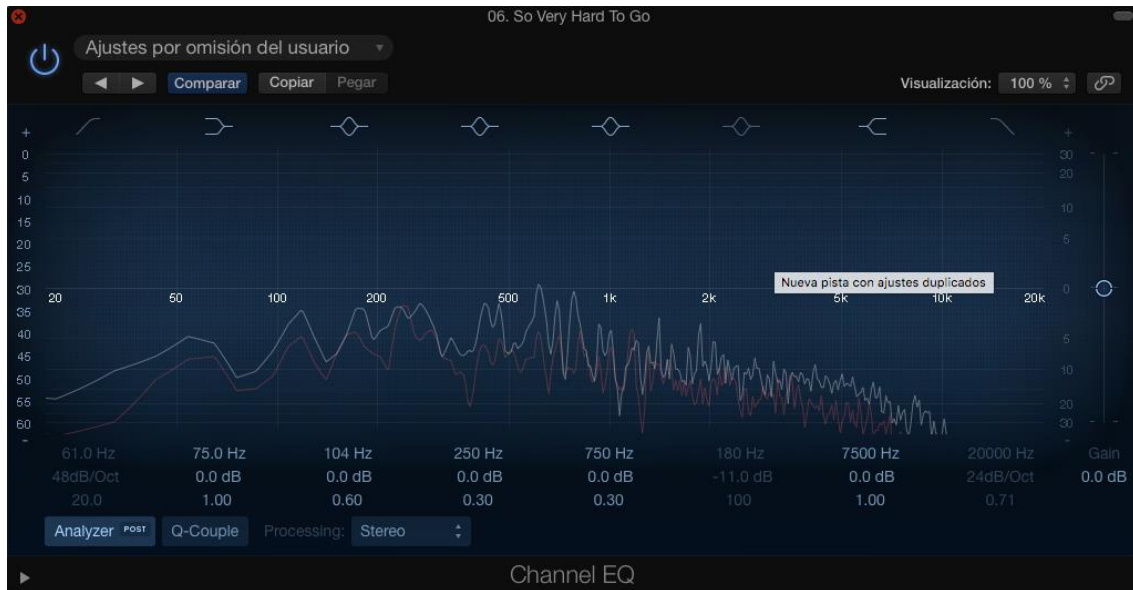 06. So Very Hard To Go
Ajustes por omisión del usuario
Comparar Copiar Pegar Visualización: 100 %
+ +
0 30
5 20
10 10
15
20 5
25
Nueva pista con ajustes duplicados
30 20 50 100 200 500 1k 2k 5k 10k 20k 0
35
40 5
45
50 10
55 20
60 30
- -
61.0 Hz 75.0 Hz 104 Hz 250 Hz 750 Hz 180 Hz 7500 Hz 20000 Hz Gain
48dB/Oct 0.0 dB 0.0 dB 0.0 dB 0.0 dB -11.0 dB 0.0 dB 24dB/Oct 0.0 dB
20.0 1.00 0.60 0.30 0.30 100 1.00 0.71
Analyzer POST Q-Couple Processing: Stereo
Channel EQ